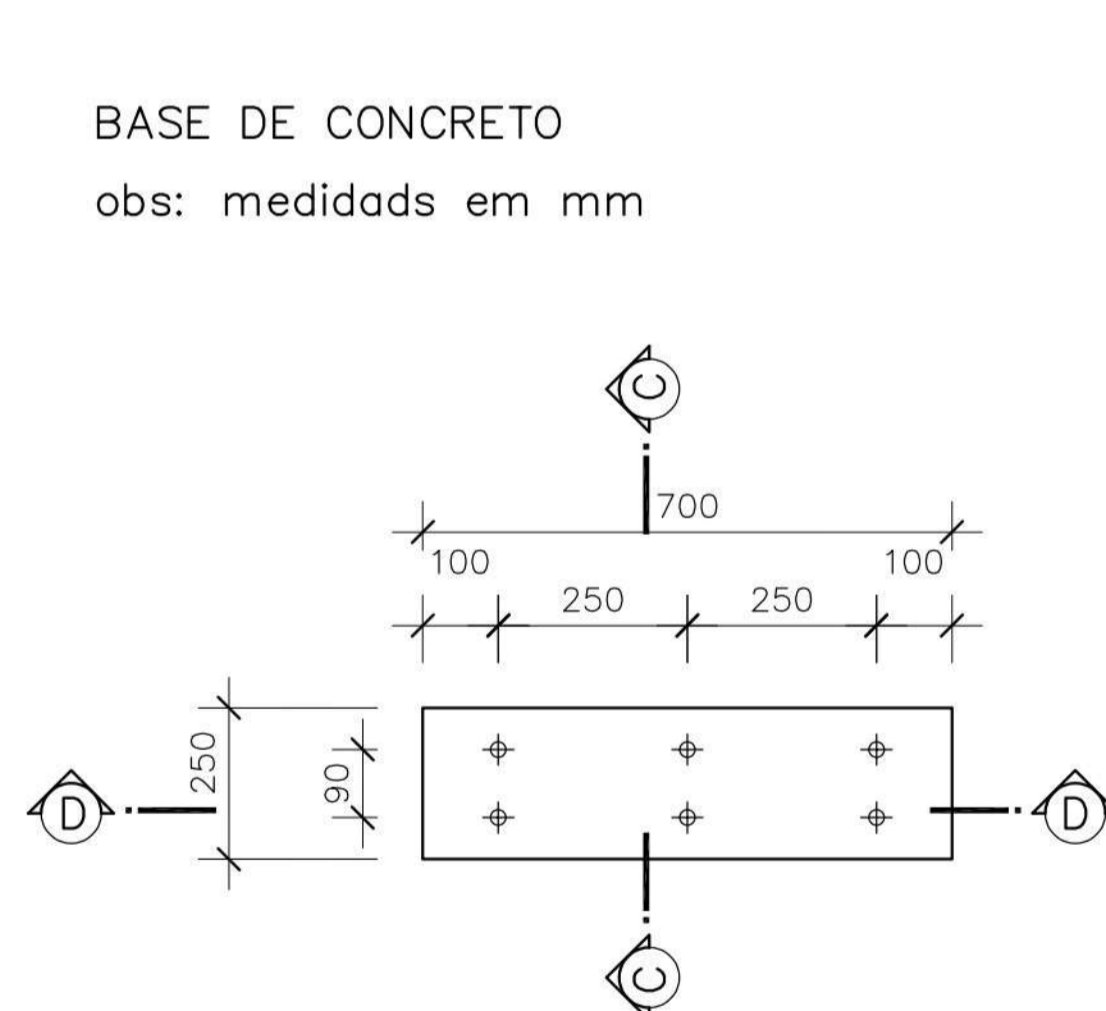 BASE DE CONCRETO
obs: medidads em mm
C
700
100
100
250
250
250
90
D
D
C